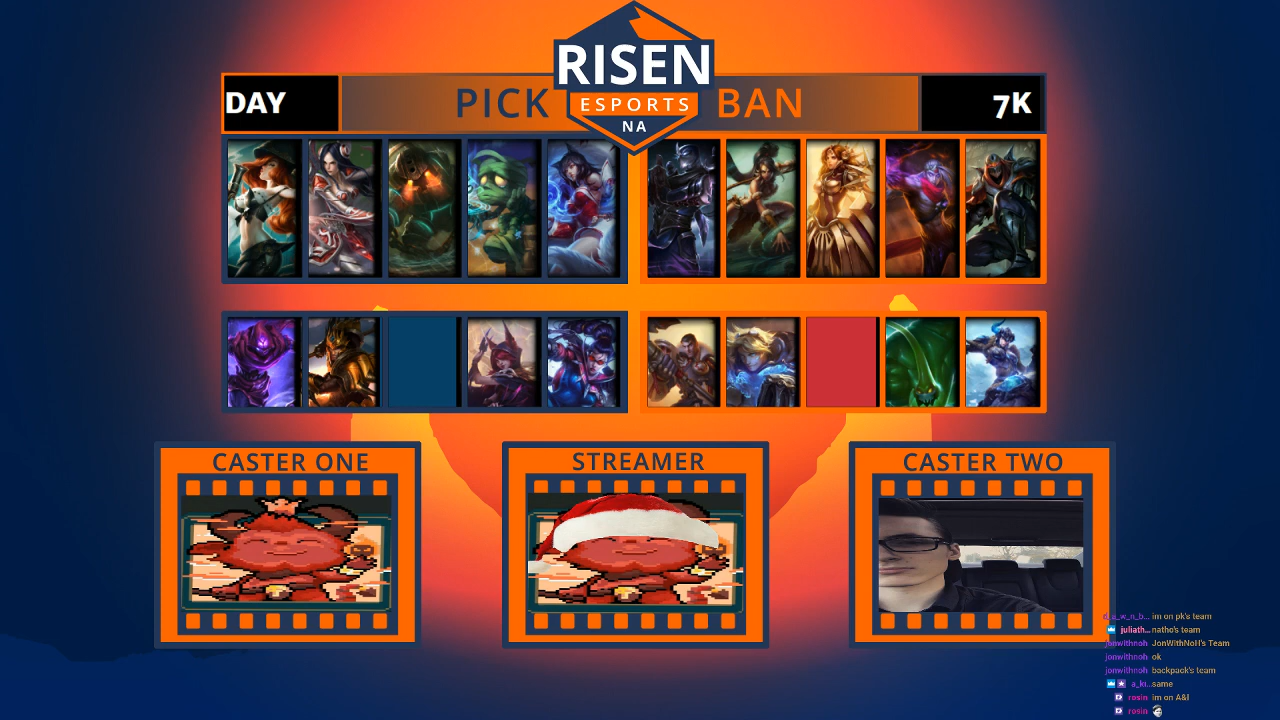 RISEN
ESPORTS
NA
DAY
PICK
BAN
7K
CASTER ONE
STREAMER
CASTER TWO
im on pk's team
juliath... natho's team
jonwithnoh JonWithNoH's Team
jonwithnoh ok
jonwithnoh backpack's team
same
rosin im on A&I
rosin